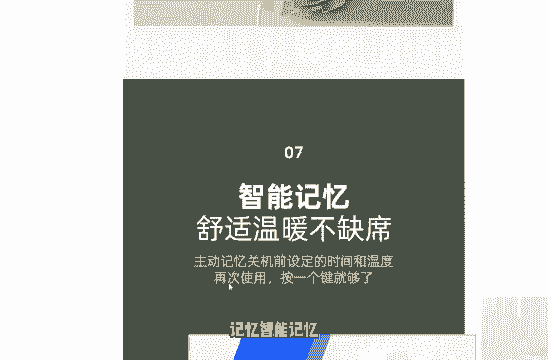 07
智能记忆
舒适温暖不缺席
主动记忆关机前设定的时间和温度
再次使用，按一个键就够了
记忆智能记忆